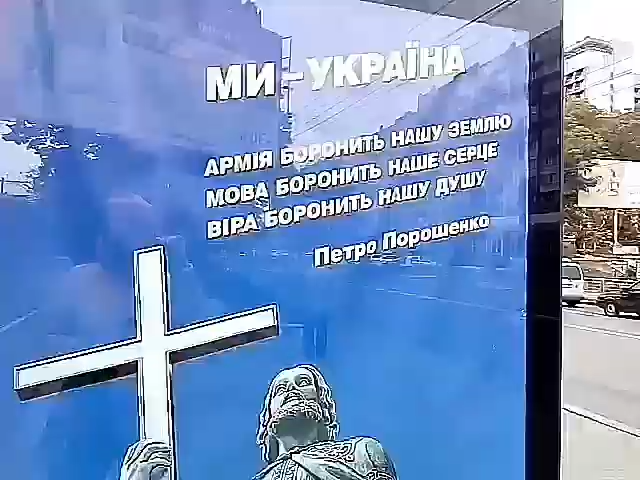 МИ - УКРАЇНА
АРМІЯ БОРОНИТЬ НАШУ ЗЕМЛЮ
МОВА БОРОНИТЬ НАШЕ СЕРЦЕ
ВІРА БОРОНИТЬ НАШУ ДУШУ
Петро Порошенко